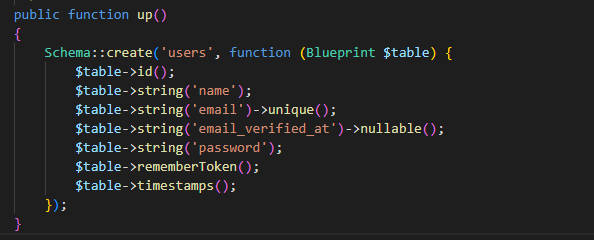 public function up()
{
    Schema::create('users', function (Blueprint $table) {
        $table->id();
        $table->string('name');
        $table->string('email')->unique();
        $table->string('email_verified_at')->nullable();
        $table->string('password');
        $table->rememberToken();
        $table->timestamps();
    });
}